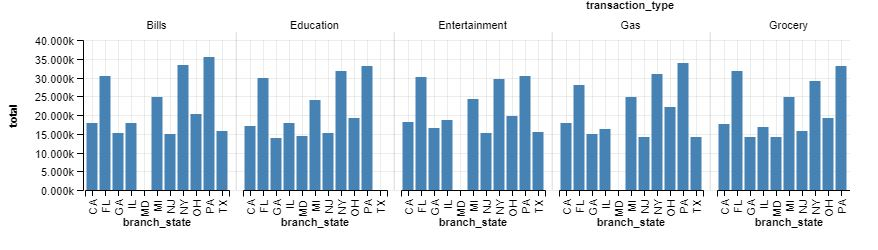 transaction_type
Bills Education Entertainment Gas Grocery
40.000k
35.000k
30.000k
25.000k
20.000k
15.000k
10.000k
5.000k
0.000k
total
CA FL GA IL MD MI NJ NY OH PA TX CA FL GA IL MD MI NJ NY OH PA TX CA FL GA IL MD MI NJ NY OH PA TX CA FL GA IL MD MI NJ NY OH PA TX CA FL GA IL MD MI NJ NY OH PA
branch_state branch_state branch_state branch_state branch_state